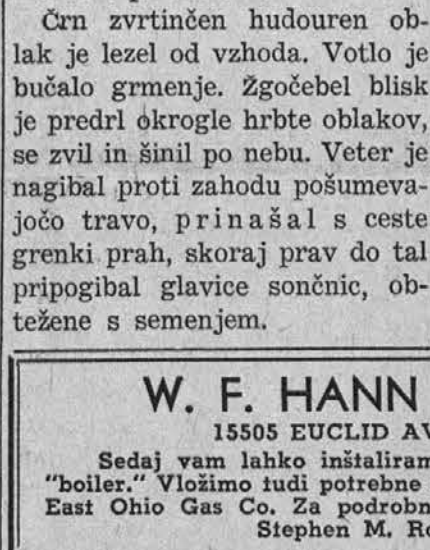 Črn zvrtinčen hudouren ob-
lak je lezel od vzhoda. Votlo je
bučalo grmenje. Žgočebel blisk
je predrl okrogle hrbte oblakov,
se zvil in šinil po nebu. Veter je
nagibal proti zahodu pošumeva-
jočo travo, prinašal s ceste
grenki prah, skoraj prav do tal
pripogibal glavice sončnic, ob-
težene s semenjem.
W. F. HANN
15505 EUCLID AV
Sedaj vam lahko inštaliram
"boiler." Vložimo tudi potrebne
East Ohio Gas Co. Za podrobn
Stephen M. Ro